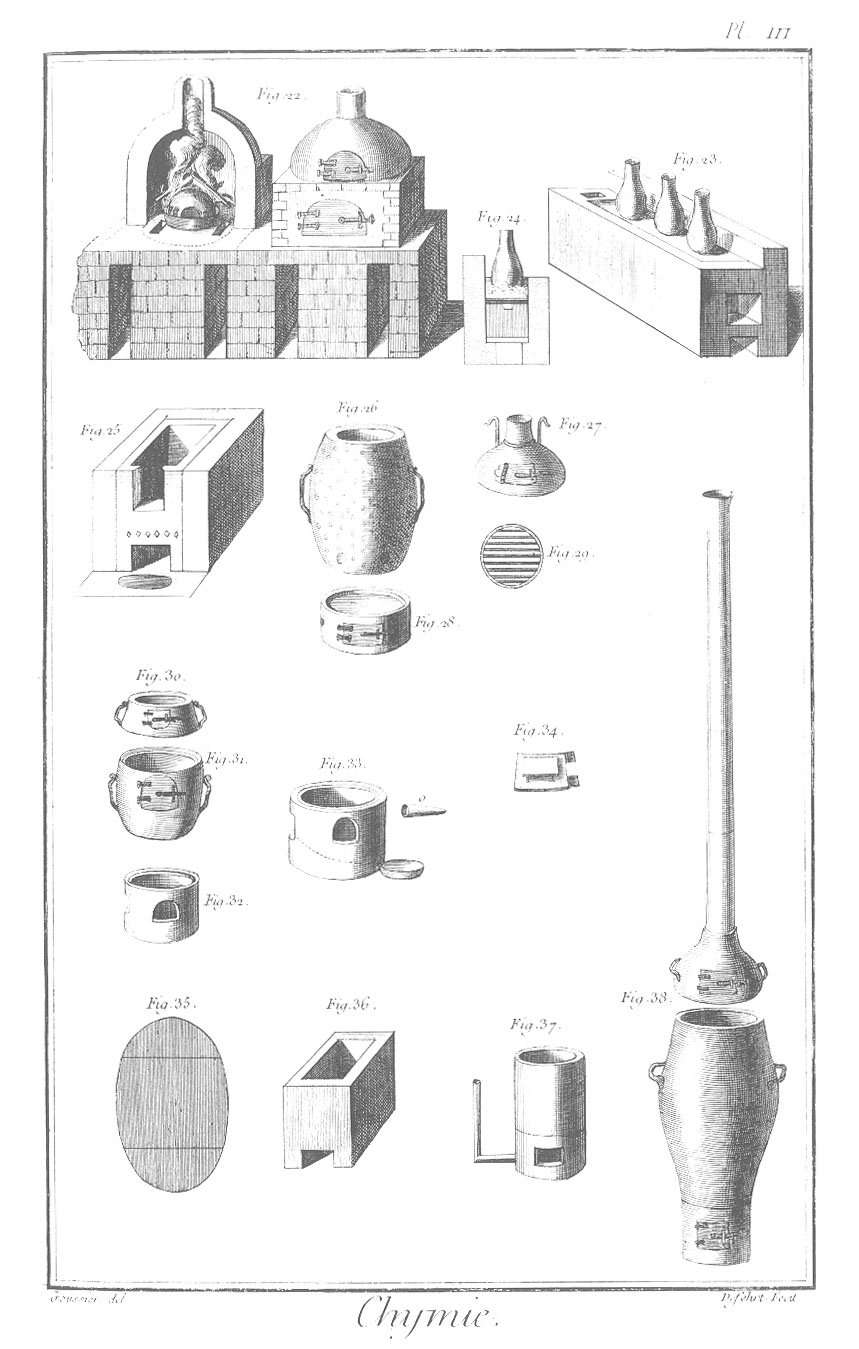 Pl. III
Fig. 22.
Fig. 23.
Fig. 24.
Fig. 25
Fig. 26
Fig. 27.
Fig. 29.
Fig. 28.
Fig. 30.
Fig. 31.
Fig. 33.
o
Fig. 34.
Fig. 32.
Fig. 35.
Fig. 36.
Fig. 37.
Fig. 38.
Goussier del
Defehrt Fecit
Chymie.